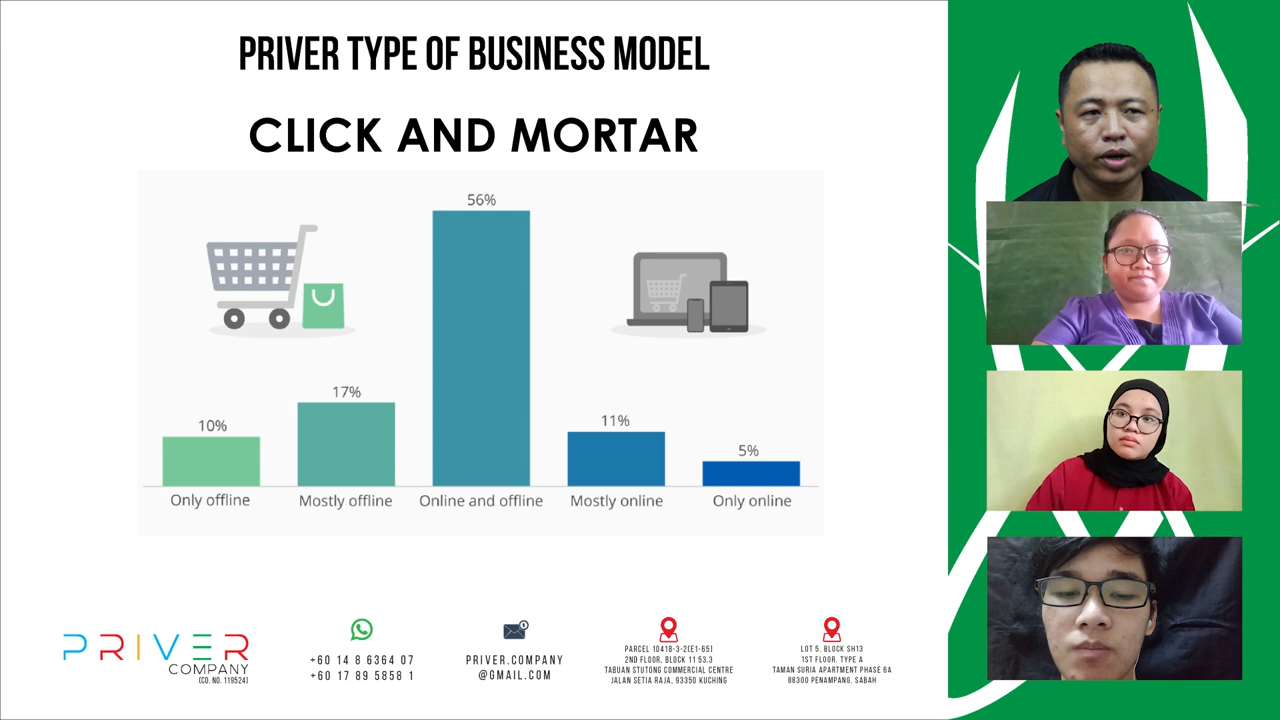 PRIVER TYPE OF BUSINESS MODEL
CLICK AND MORTAR
56%
17%
10%
11%
5%
Only offline
Mostly offline
Online and offline
Mostly online
Only online
PRIVER
COMPANY
(CO. NO. 119524)
+60 14 8 6364 07
+60 17 89 5858 1
PRIVER.COMPANY
@GMAIL.COM
PARCEL 10418-3-2(E1-65)
2ND FLOOR, BLOCK 11 53.3
TABUAN STUTONG COMMERCIAL CENTRE
JALAN SETIA RAJA, 93350 KUCHING
LOT 5, BLOCK SH13
1ST FLOOR, TYPE A
TAMAN SURIA APARTMENT PHASE 6A
88300 PENAMPANG, SABAH